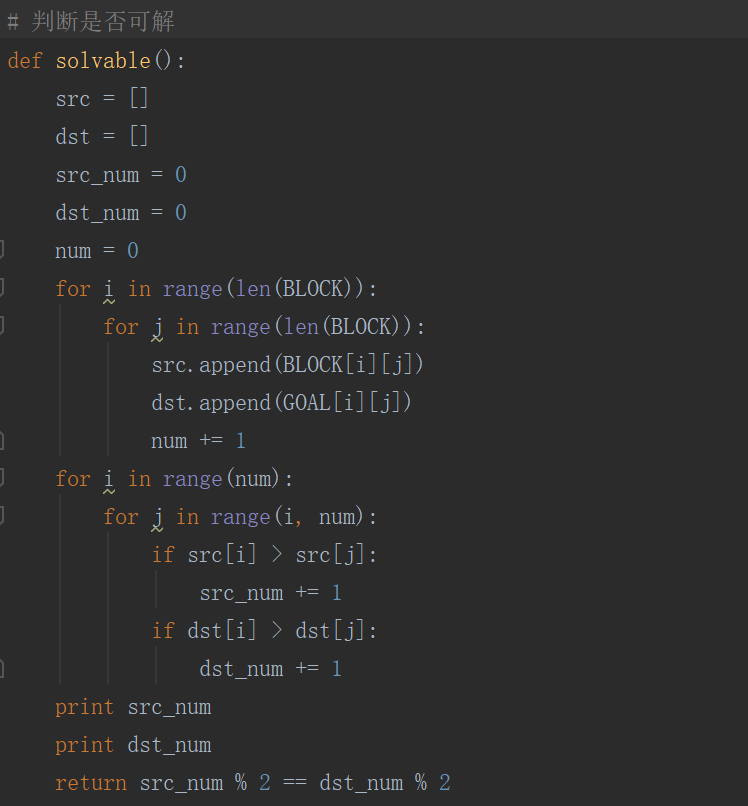 # 判断是否可解
def solvable():
    src = []
    dst = []
    src_num = 0
    dst_num = 0
    num = 0
    for i in range(len(BLOCK)):
        for j in range(len(BLOCK)):
            src.append(BLOCK[i][j])
            dst.append(GOAL[i][j])
            num += 1
    for i in range(num):
        for j in range(i, num):
            if src[i] > src[j]:
                src_num += 1
            if dst[i] > dst[j]:
                dst_num += 1
    print src_num
    print dst_num
    return src_num % 2 == dst_num % 2